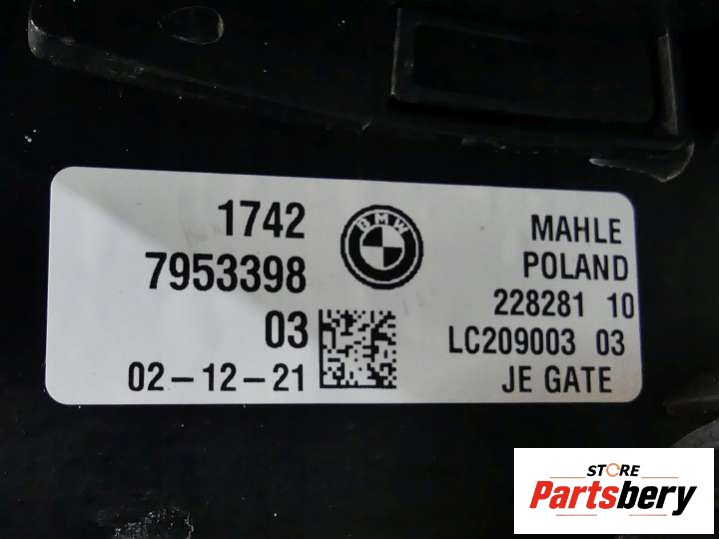 1742
7953398
03
02-12-21
BMW
MAHLE
POLAND
228281 10
LC209003 03
JE GATE
STORE
Partsbery